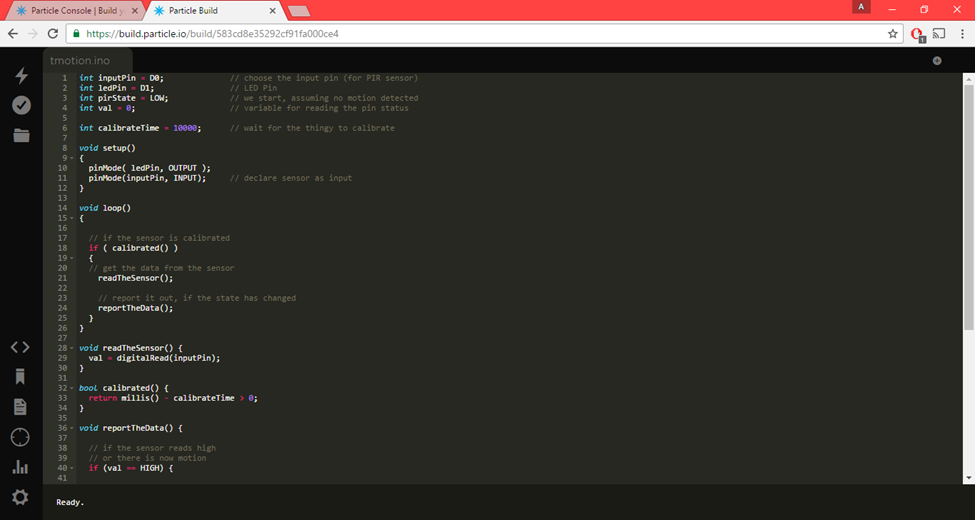 Particle Console | Build y
Particle Build
A
https://build.particle.io/build/583cd8e35292cf91fa000ce4
1
tmotion.ino
1 int inputPin = D0; // choose the input pin (for PIR sensor)
2 int ledPin = D1; // LED Pin
3 int pirState = LOW; // we start, assuming no motion detected
4 int val = 0; // variable for reading the pin status
5
6 int calibrateTime = 10000; // wait for the thingy to calibrate
7
8 void setup()
9 {
10 pinMode( ledPin, OUTPUT );
11 pinMode(inputPin, INPUT); // declare sensor as input
12 }
13
14 void loop()
15 {
16
17 // if the sensor is calibrated
18 if ( calibrated() )
19 {
20 // get the data from the sensor
21 readTheSensor();
22
23 // report it out, if the state has changed
24 reportTheData();
25 }
26 }
27
28 void readTheSensor() {
29 val = digitalRead(inputPin);
30 }
31
32 bool calibrated() {
33 return millis() - calibrateTime > 0;
34 }
35
36 void reportTheData() {
37
38 // if the sensor reads high
39 // or there is now motion
40 if (val == HIGH) {
41
Ready.